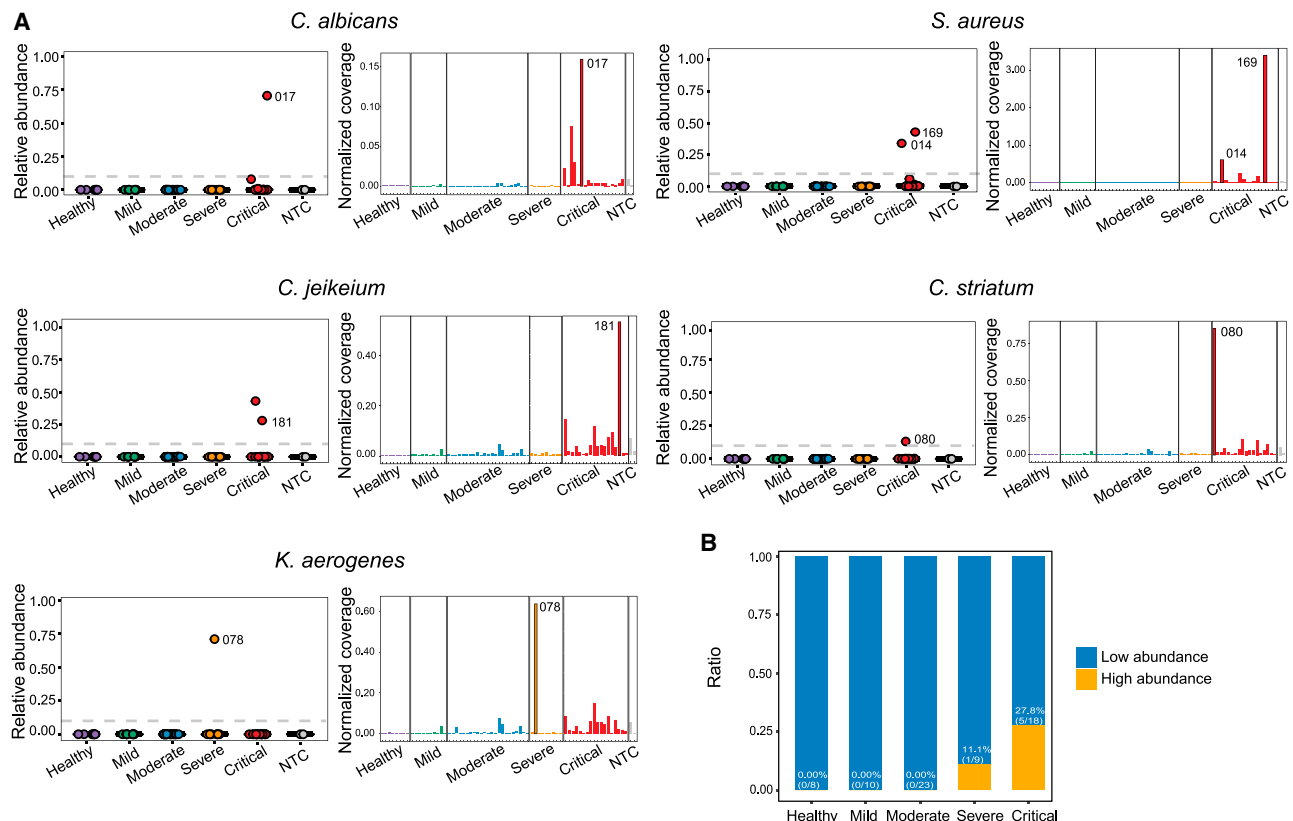 A
C. albicans
Relative abundance
1.00
0.75
0.50
0.25
0.00
017
Healthy
Mild
Moderate
Severe
Critical
NTC
Normalized coverage
0.15
0.10
0.05
0.00
017
Healthy
Mild
Moderate
Severe
Critical
NTC
S. aureus
Relative abundance
1.00
0.75
0.50
0.25
0.00
169
014
Healthy
Mild
Moderate
Severe
Critical
NTC
Normalized coverage
3.00
2.00
1.00
0.00
169
014
Healthy
Mild
Moderate
Severe
Critical
NTC
C. jeikeium
Relative abundance
1.00
0.75
0.50
0.25
0.00
181
Healthy
Mild
Moderate
Severe
Critical
NTC
Normalized coverage
0.40
0.20
0.00
181
Healthy
Mild
Moderate
Severe
Critical
NTC
C. striatum
Relative abundance
1.00
0.75
0.50
0.25
0.00
080
Healthy
Mild
Moderate
Severe
Critical
NTC
Normalized coverage
0.75
0.50
0.25
0.00
080
Healthy
Mild
Moderate
Severe
Critical
NTC
K. aerogenes
Relative abundance
1.00
0.75
0.50
0.25
0.00
078
Healthy
Mild
Moderate
Severe
Critical
NTC
Normalized coverage
0.60
0.40
0.20
0.00
078
Healthy
Mild
Moderate
Severe
Critical
NTC
B
Ratio
1.00
0.75
0.50
0.25
0.00
0.00%
(0/8)
0.00%
(0/10)
0.00%
(0/23)
11.1%
(1/9)
27.8%
(5/18)
Healthy
Mild
Moderate
Severe
Critical
Low abundance
High abundance